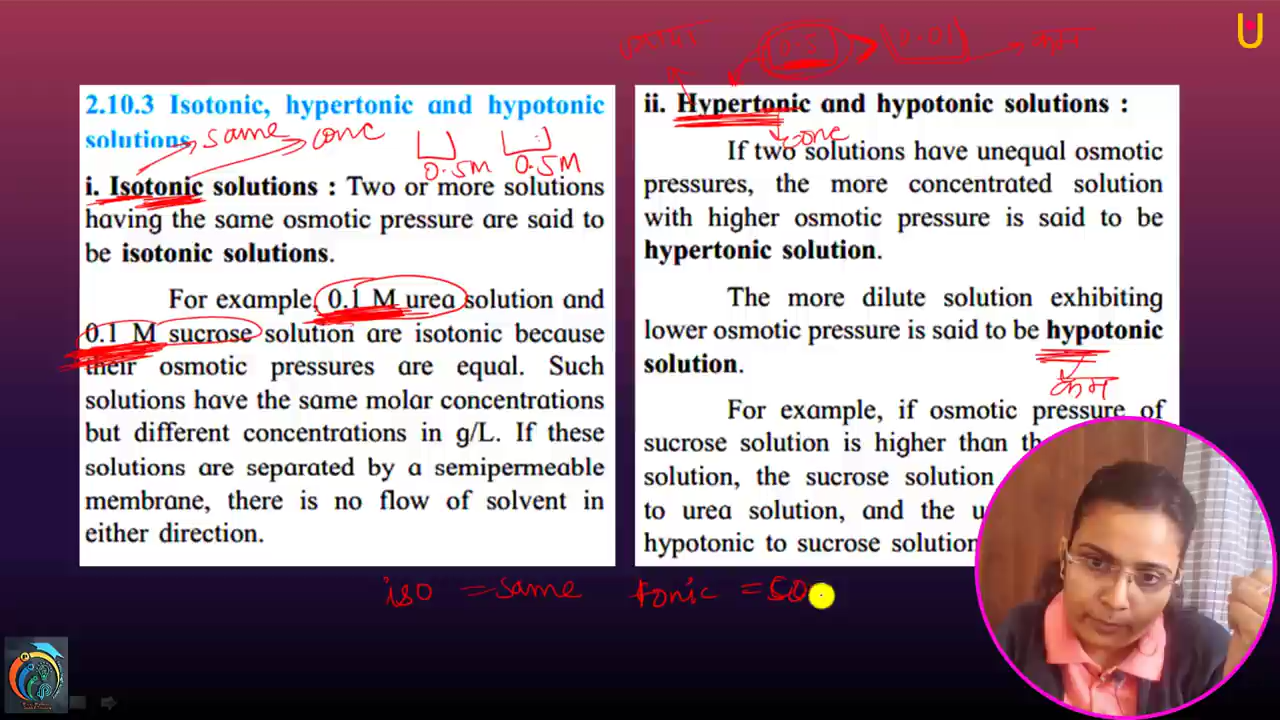 0.5 > 0.01
2.10.3 Isotonic, hypertonic and hypotonic
solutions
same conc
0.5M 0.5M
i. Isotonic solutions : Two or more solutions
having the same osmotic pressure are said to
be isotonic solutions.
For example, 0.1 M urea solution and
0.1 M sucrose solution are isotonic because
their osmotic pressures are equal. Such
solutions have the same molar concentrations
but different concentrations in g/L. If these
solutions are separated by a semipermeable
membrane, there is no flow of solvent in
either direction.
ii. Hypertonic and hypotonic solutions :
conc
If two solutions have unequal osmotic
pressures, the more concentrated solution
with higher osmotic pressure is said to be
hypertonic solution.
The more dilute solution exhibiting
lower osmotic pressure is said to be hypotonic
solution.
कम
For example, if osmotic pressure of
sucrose solution is higher than
solution, the sucrose solution
to urea solution, and the
hypotonic to sucrose solution
iso = same tonic = so
U